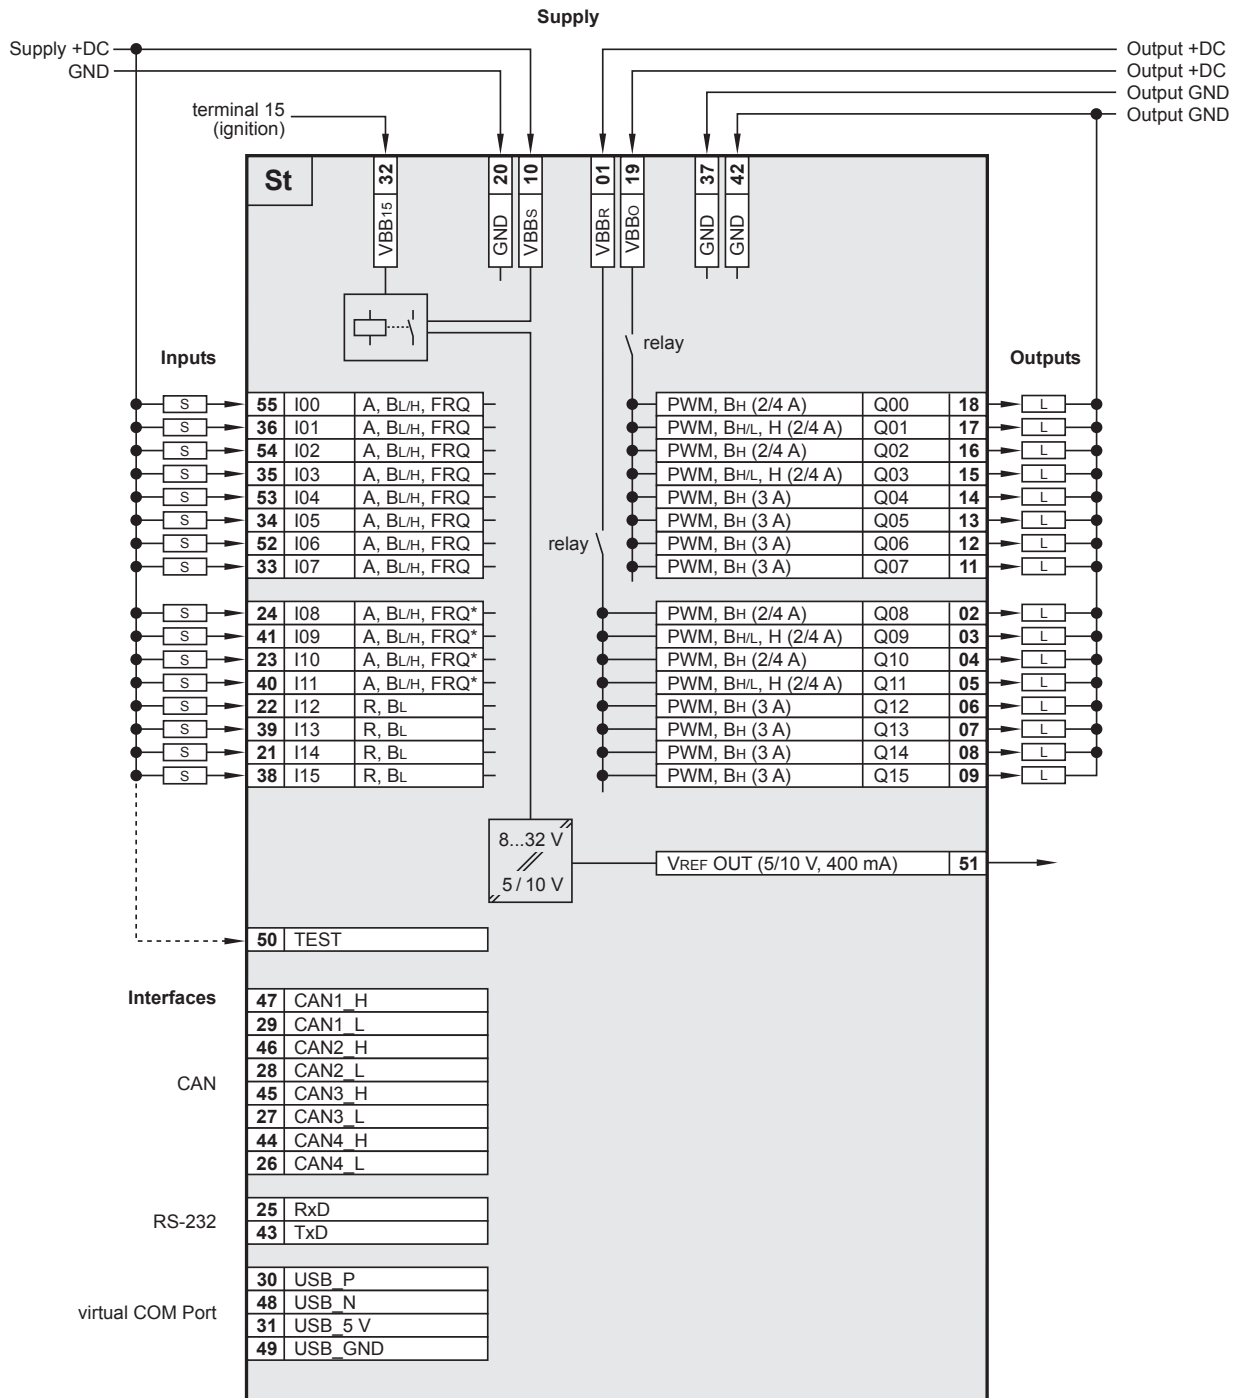 Supply
Supply +DC
Output +DC
GND
Output +DC
Output GND
terminal 15
(ignition)
Output GND
St
32
20
10
01
19
37
42
VBB15
GND
VBBS
VBBR
VBBO
GND
GND
relay
Inputs
Outputs
S 55 I00 A, BL/H, FRQ
PWM, BH (2/4 A) Q00 18 L
S 36 I01 A, BL/H, FRQ
PWM, BH/L, H (2/4 A) Q01 17 L
S 54 I02 A, BL/H, FRQ
PWM, BH (2/4 A) Q02 16 L
S 35 I03 A, BL/H, FRQ
PWM, BH/L, H (2/4 A) Q03 15 L
S 53 I04 A, BL/H, FRQ
PWM, BH (3 A) Q04 14 L
S 34 I05 A, BL/H, FRQ
PWM, BH (3 A) Q05 13 L
S 52 I06 A, BL/H, FRQ
relay
PWM, BH (3 A) Q06 12 L
S 33 I07 A, BL/H, FRQ
PWM, BH (3 A) Q07 11 L
S 24 I08 A, BL/H, FRQ*
PWM, BH (2/4 A) Q08 02 L
S 41 I09 A, BL/H, FRQ*
PWM, BH/L, H (2/4 A) Q09 03 L
S 23 I10 A, BL/H, FRQ*
PWM, BH (2/4 A) Q10 04 L
S 40 I11 A, BL/H, FRQ*
PWM, BH/L, H (2/4 A) Q11 05 L
S 22 I12 R, BL
PWM, BH (3 A) Q12 06 L
S 39 I13 R, BL
PWM, BH (3 A) Q13 07 L
S 21 I14 R, BL
PWM, BH (3 A) Q14 08 L
S 38 I15 R, BL
PWM, BH (3 A) Q15 09 L
8...32 V
//
5 / 10 V
VREF OUT (5/10 V, 400 mA) 51
50 TEST
Interfaces
47 CAN1_H
29 CAN1_L
46 CAN2_H
28 CAN2_L
CAN
45 CAN3_H
27 CAN3_L
44 CAN4_H
26 CAN4_L
RS-232
25 RxD
43 TxD
virtual COM Port
30 USB_P
48 USB_N
31 USB_5 V
49 USB_GND